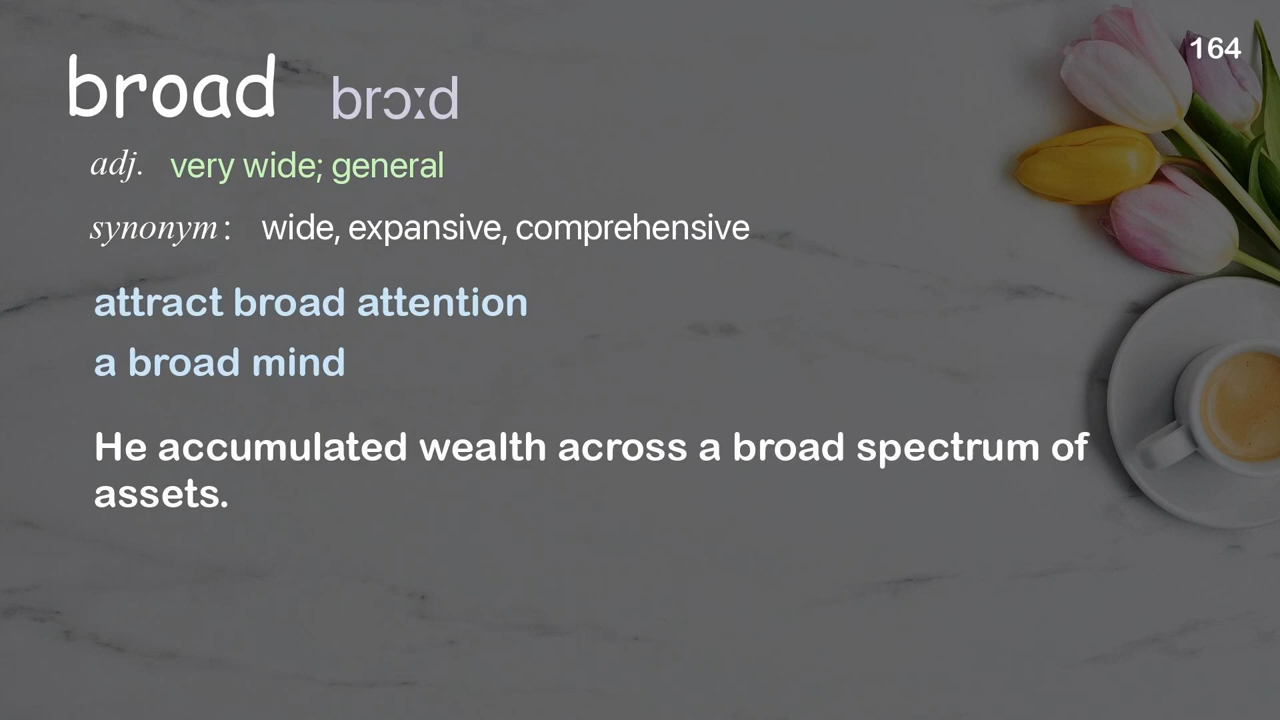 164
broad brɔːd
adj. very wide; general
synonym: wide, expansive, comprehensive
attract broad attention
a broad mind
He accumulated wealth across a broad spectrum of
assets.